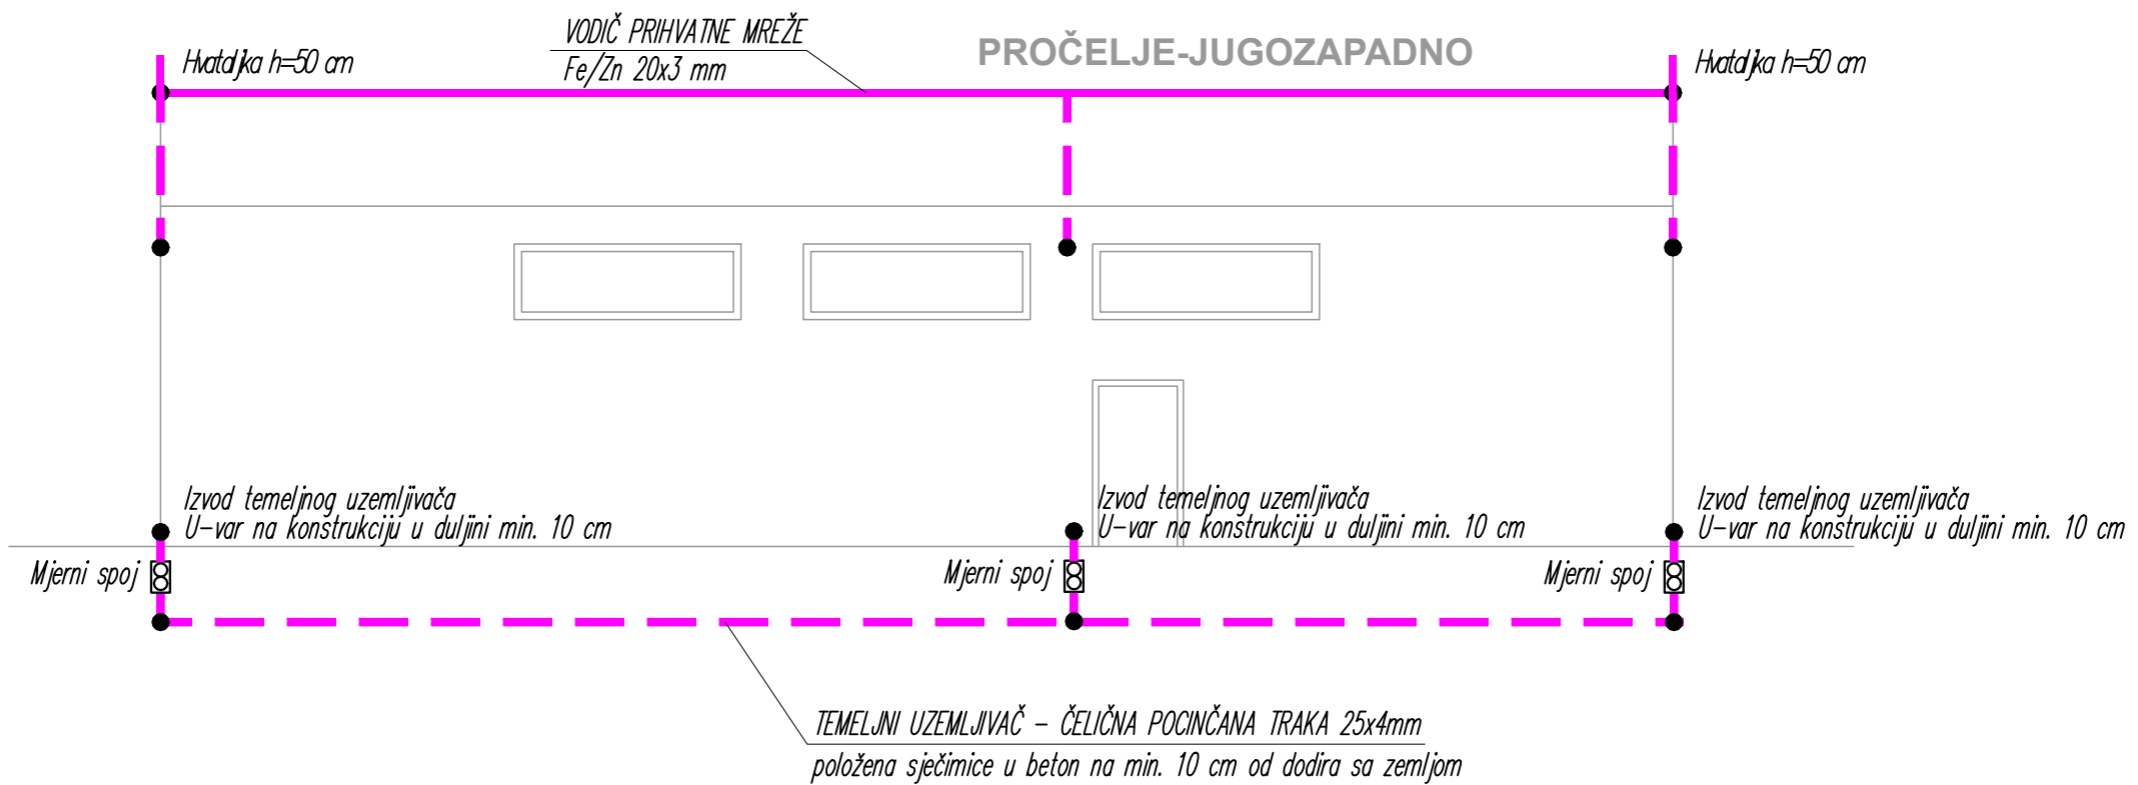 VODIČ PRIHVATNE MREŽE
Fe/Zn 20x3 mm
PROČELJE-JUGOZAPADNO
Hvataljka h=50 cm
Hvataljka h=50 cm
Izvod temeljnog uzemljivača
U-var na konstrukciju u duljini min. 10 cm
Izvod temeljnog uzemljivača
U-var na konstrukciju u duljini min. 10 cm
Izvod temeljnog uzemljivača
U-var na konstrukciju u duljini min. 10 cm
Mjerni spoj
Mjerni spoj
Mjerni spoj
TEMELJNI UZEMLJIVAČ - ČELIČNA POCINČANA TRAKA 25x4mm
položena sječimice u beton na min. 10 cm od dodira sa zemljom